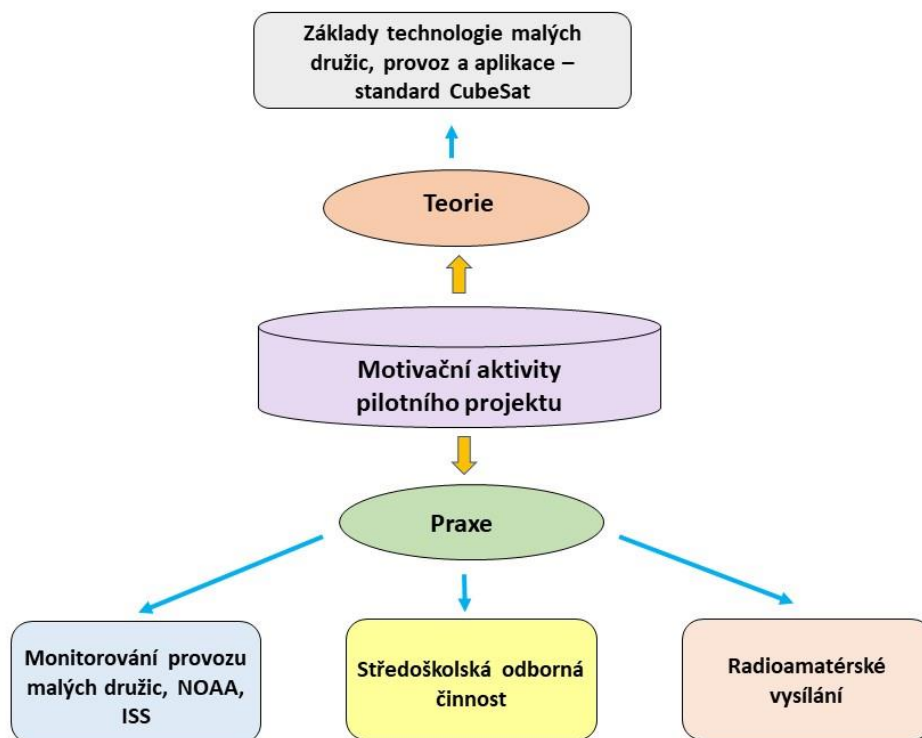 Základy technologie malých
družic, provoz a aplikace –
standard CubeSat
Teorie
Motivační aktivity
pilotního projektu
Praxe
Monitorování provozu
malých družic, NOAA,
ISS
Středoškolská odborná
činnost
Radioamatérské
vysílání